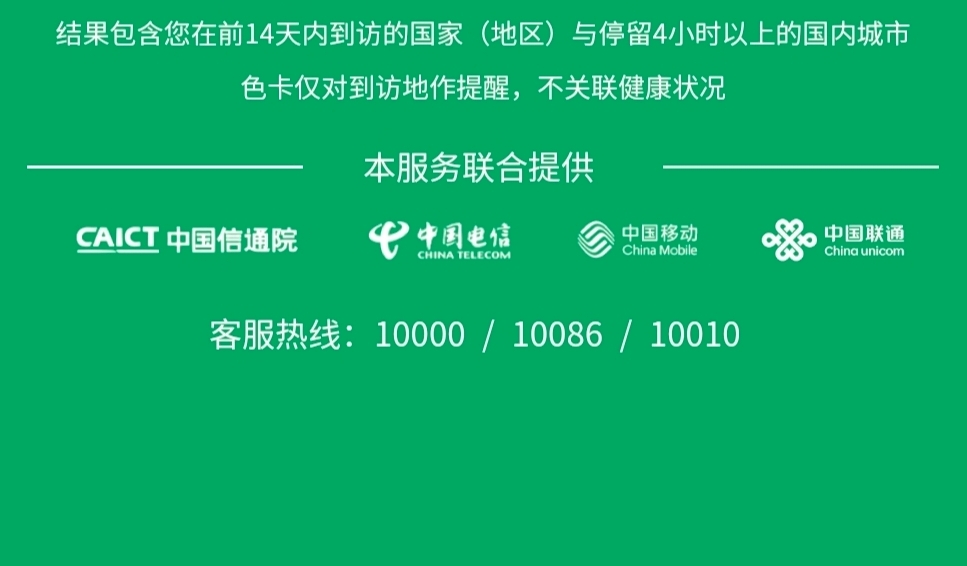 结果包含您在前14天内到访的国家（地区）与停留4小时以上的国内城市
色卡仅对到访地作提醒，不关联健康状况
本服务联合提供
CAICT 中国信通院 中国电信 CHINA TELECOM 中国移动 China Mobile 中国联通 China unicom
客服热线：10000 / 10086 / 10010